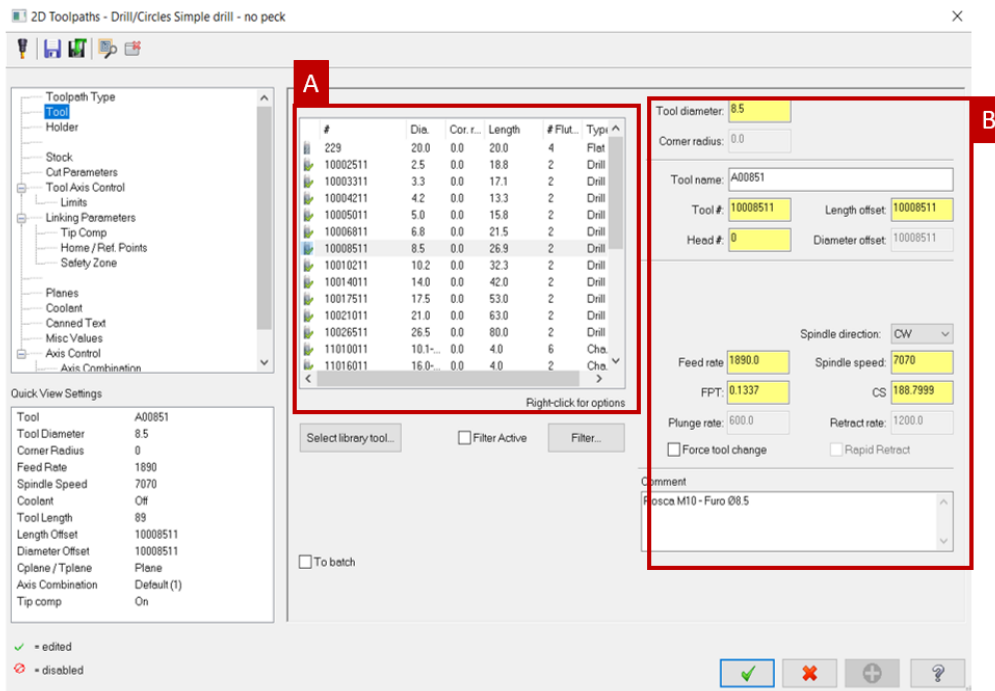 2D Toolpaths - Drill/Circles Simple drill - no peck
Toolpath Type
Tool
Holder
Stock
Cut Parameters
Tool Axis Control
Limits
Linking Parameters
Tip Comp
Home / Ref. Points
Safety Zone
Planes
Coolant
Canned Text
Misc Values
Axis Control
Axis Combination
Quick View Settings
Tool A00851
Tool Diameter 8.5
Corner Radius 0
Feed Rate 1890
Spindle Speed 7070
Coolant Off
Tool Length 89
Length Offset 10008511
Diameter Offset 10008511
Cplane / Tplane Plane
Axis Combination Default (1)
Tip comp On
= edited
= disabled
A
# Dia. Cor. r... Length # Flut... Type
229 20.0 0.0 20.0 4 Flat
10002511 2.5 0.0 18.8 2 Drill
10003311 3.3 0.0 17.1 2 Drill
10004211 4.2 0.0 13.3 2 Drill
10005011 5.0 0.0 15.8 2 Drill
10006811 6.8 0.0 21.5 2 Drill
10008511 8.5 0.0 26.9 2 Drill
10010211 10.2 0.0 32.3 2 Drill
10014011 14.0 0.0 42.0 2 Drill
10017511 17.5 0.0 53.0 2 Drill
10021011 21.0 0.0 63.0 2 Drill
10026511 26.5 0.0 80.0 2 Drill
11010011 10.1-... 0.0 4.0 6 Cha.
11016011 16.0-... 0.0 4.0 2 Cha.
Right-click for options
Select library tool...
Filter Active
Filter...
To batch
B
Tool diameter: 8.5
Corner radius: 0.0
Tool name: A00851
Tool #: 10008511 Length offset: 10008511
Head #: 0 Diameter offset: 10008511
Spindle direction: CW
Feed rate 1890.0 Spindle speed: 7070
FPT: 0.1337 CS 188.7999
Plunge rate: 600.0 Retract rate: 1200.0
Force tool change Rapid Retract
Comment
Rosca M10 - Furo Ø8.5